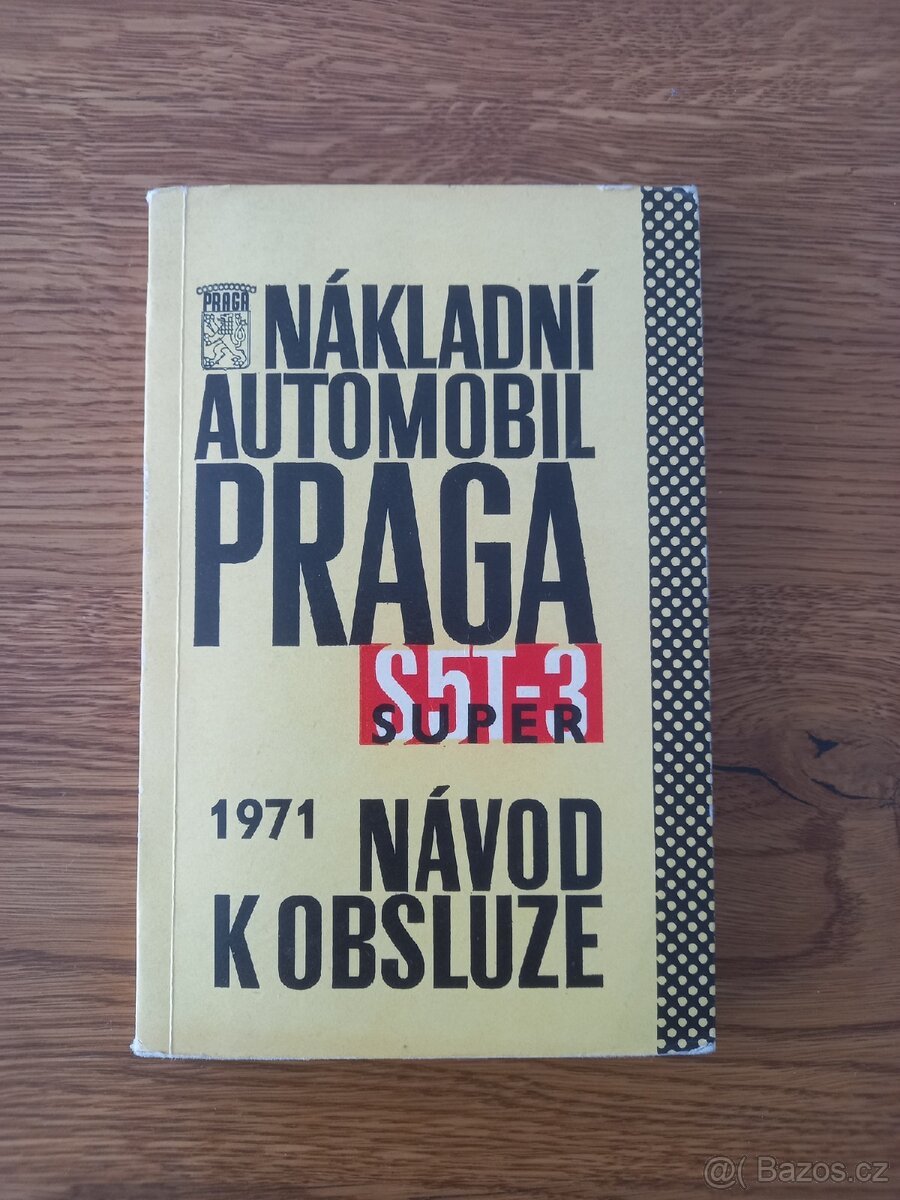 PRAGA
NÁKLADNÍ
AUTOMOBIL
PRAGA
S5T-3
SUPER
1971 NÁVOD
K OBSLUZE
@( Bazos.cz